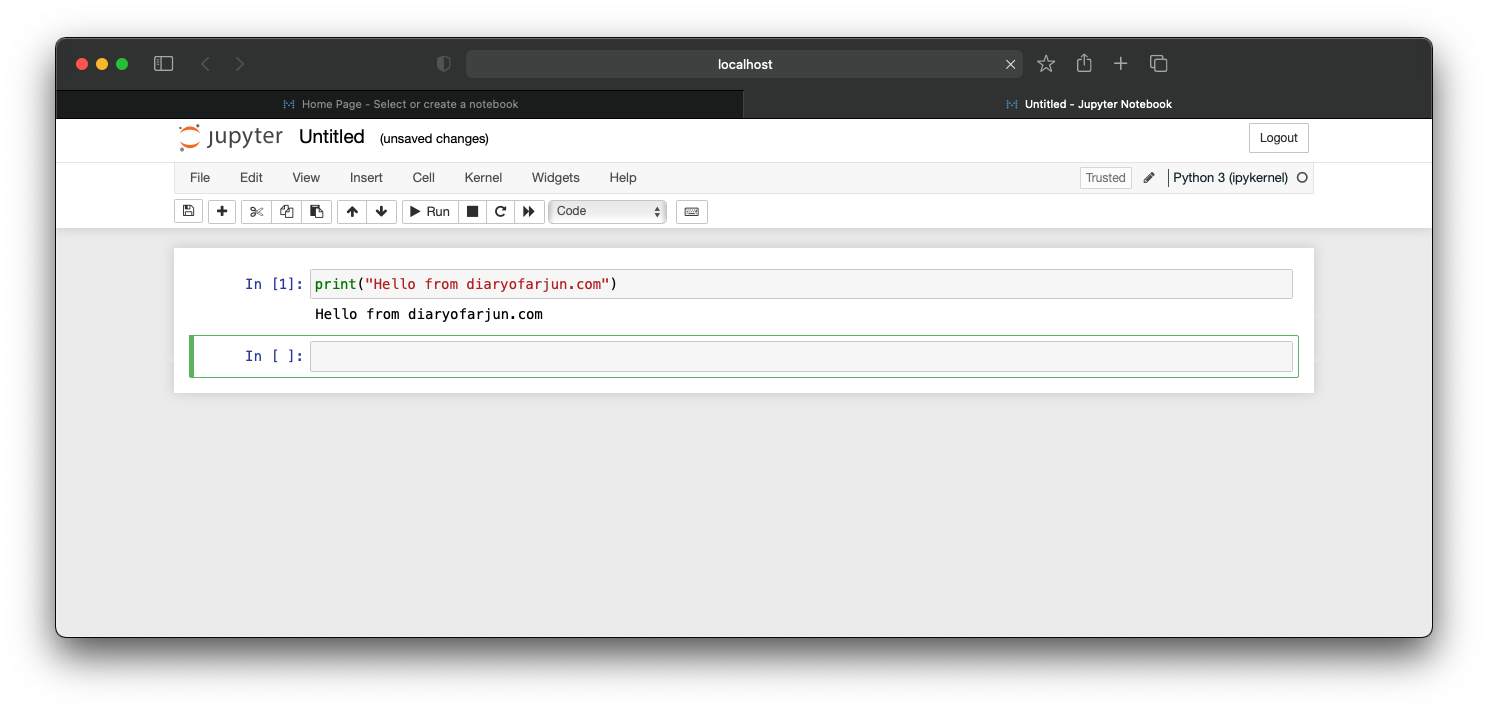 localhost
Home Page - Select or create a notebook
Untitled - Jupyter Notebook
jupyter Untitled (unsaved changes) Logout
File Edit View Insert Cell Kernel Widgets Help Trusted Python 3 (ipykernel)
Run Code
In [1]: print("Hello from diaryofarjun.com")
Hello from diaryofarjun.com
In [ ]: